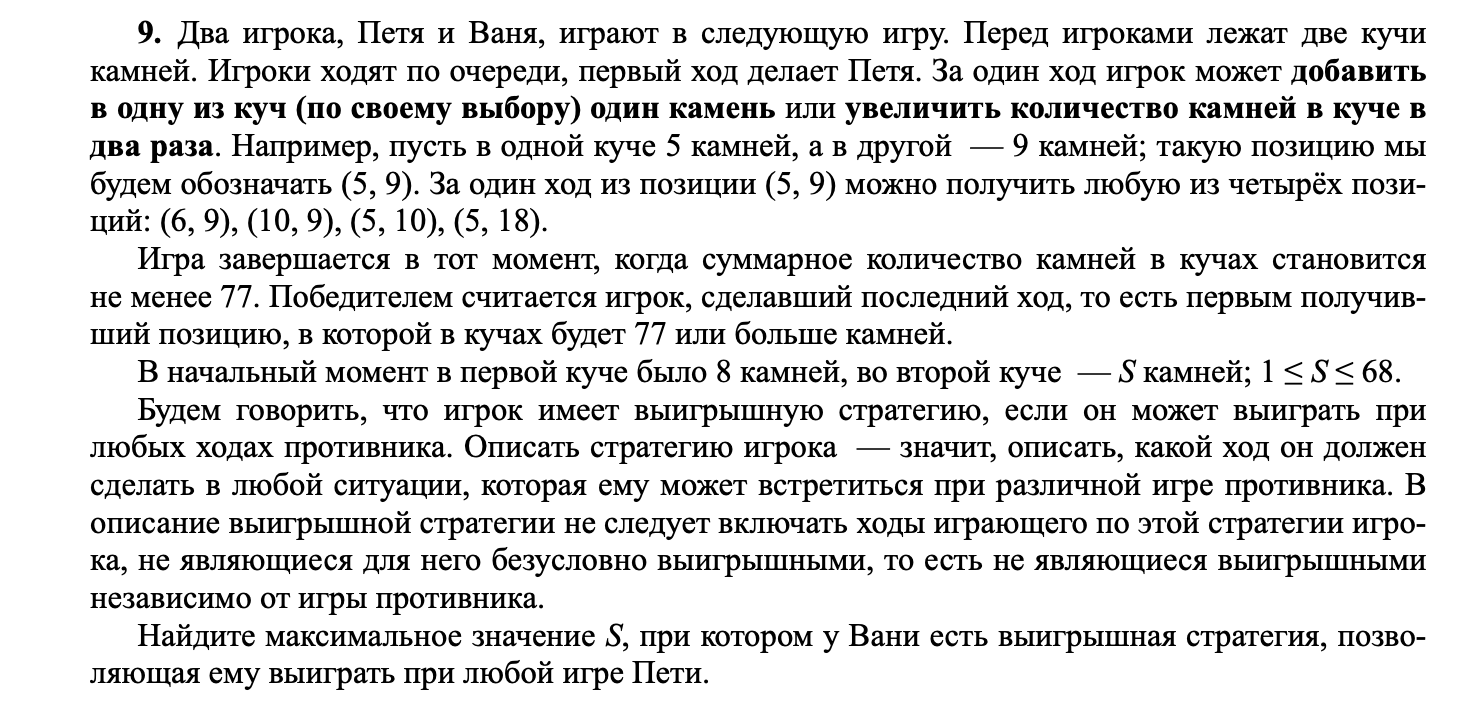 9. Два игрока, Петя и Ваня, играют в следующую игру. Перед игроками лежат две кучи
камней. Игроки ходят по очереди, первый ход делает Петя. За один ход игрок может добавить
в одну из куч (по своему выбору) один камень или увеличить количество камней в куче в
два раза. Например, пусть в одной куче 5 камней, а в другой — 9 камней; такую позицию мы
будем обозначать (5, 9). За один ход из позиции (5, 9) можно получить любую из четырёх пози-
ций: (6, 9), (10, 9), (5, 10), (5, 18).
Игра завершается в тот момент, когда суммарное количество камней в кучах становится
не менее 77. Победителем считается игрок, сделавший последний ход, то есть первым получив-
ший позицию, в которой в кучах будет 77 или больше камней.
В начальный момент в первой куче было 8 камней, во второй куче — S камней; 1 ≤ S ≤ 68.
Будем говорить, что игрок имеет выигрышную стратегию, если он может выиграть при
любых ходах противника. Описать стратегию игрока — значит, описать, какой ход он должен
сделать в любой ситуации, которая ему может встретиться при различной игре противника. В
описание выигрышной стратегии не следует включать ходы играющего по этой стратегии игро-
ка, не являющиеся для него безусловно выигрышными, то есть не являющиеся выигрышными
независимо от игры противника.
Найдите максимальное значение S, при котором у Вани есть выигрышная стратегия, позво-
ляющая ему выиграть при любой игре Пети.